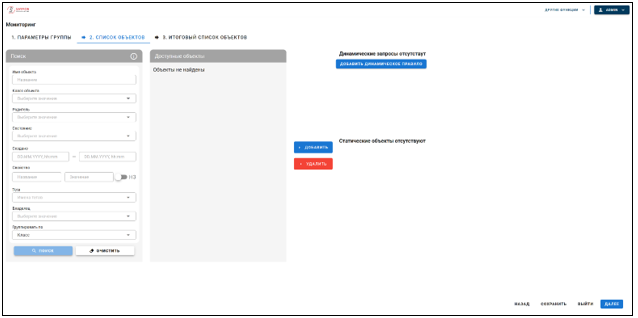 ДРУГИЕ ФУНКЦИИ
ADMIN
Мониторинг
1. ПАРАМЕТРЫ ГРУППЫ
2. СПИСОК ОБЪЕКТОВ
3. ИТОГОВЫЙ СПИСОК ОБЪЕКТОВ
Поиск
Имя объекта
Название
Класс объекта
Выберите значение
Родитель
Выберите значение
Состояние
Выберите значение
Создано
DD.MM.YYYY hh:mm — DD.MM.YYYY hh:mm
Свойство
Название
Значение
НЭ
Тэги
Владелец
Выберите значение
Группировать по
Класс
ПОИСК
ОЧИСТИТЬ
Доступные объекты
Объекты не найдены
ДОБАВИТЬ
УДАЛИТЬ
Динамические запросы отсутствуют
ДОБАВИТЬ ДИНАМИЧЕСКОЕ ПРАВИЛО
Статические объекты отсутствуют
НАЗАД
СОХРАНИТЬ
ВЫЙТИ
ДАЛЕЕ